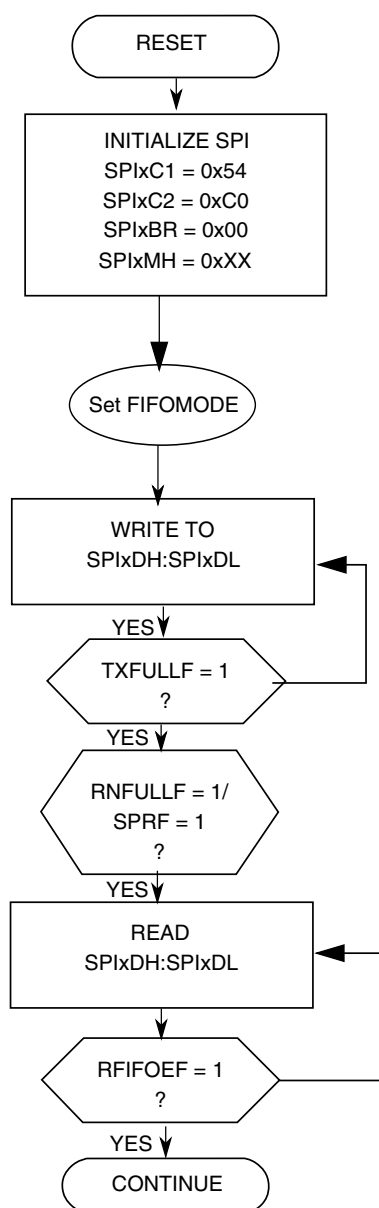 RESET
INITIALIZE SPI
SPIxC1 = 0x54
SPIxC2 = 0xC0
SPIxBR = 0x00
SPIxMH = 0xXX
Set FIFOMODE
WRITE TO
SPIxDH:SPIxDL
YES
TXFULLF = 1
?
YES
RNFULLF = 1/
SPRF = 1
?
YES
READ
SPIxDH:SPIxDL
RFIFOEF = 1
?
YES
CONTINUE